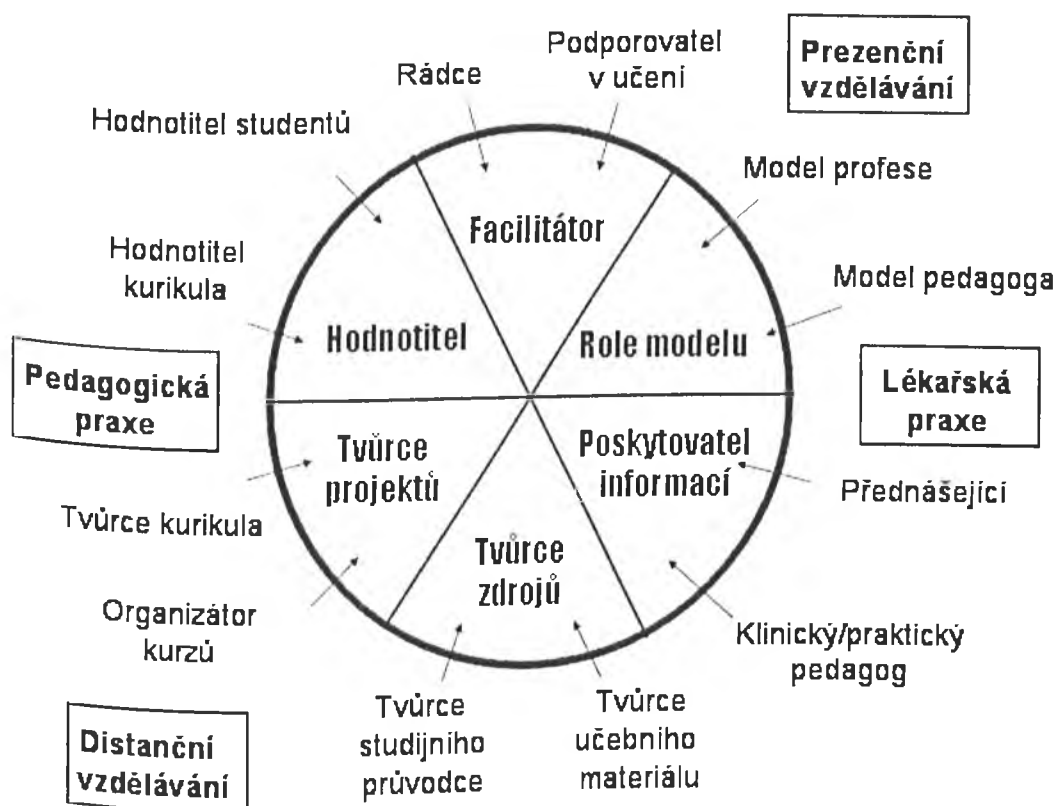 Podporovatel
v učení
Prezenční
vzdělávání
Rádce
Hodnotitel studentů
Model profese
Facilitátor
Hodnotitel
kurikula
Model pedagoga
Hodnotitel
Role modelu
Pedagogická
praxe
Lékařská
praxe
Tvůrce
projektů
Poskytovatel
informací
Přednášející
Tvůrce kurikula
Tvůrce
zdrojů
Organizátor
kurzů
Klinický/praktický
pedagog
Tvůrce
studijního
průvodce
Tvůrce
učebního
materiálu
Distanční
vzdělávání